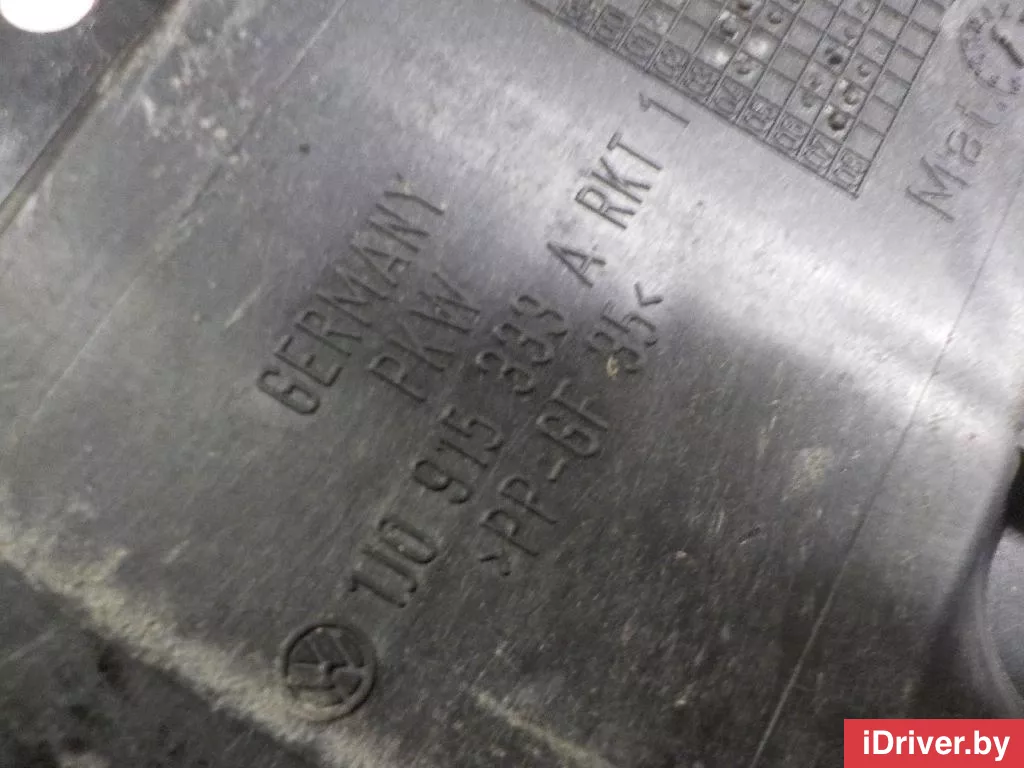 GERMANY
PKW
1J0 915 333 A RKT 1
>PP-GF 35<
Mat.
iDriver.by